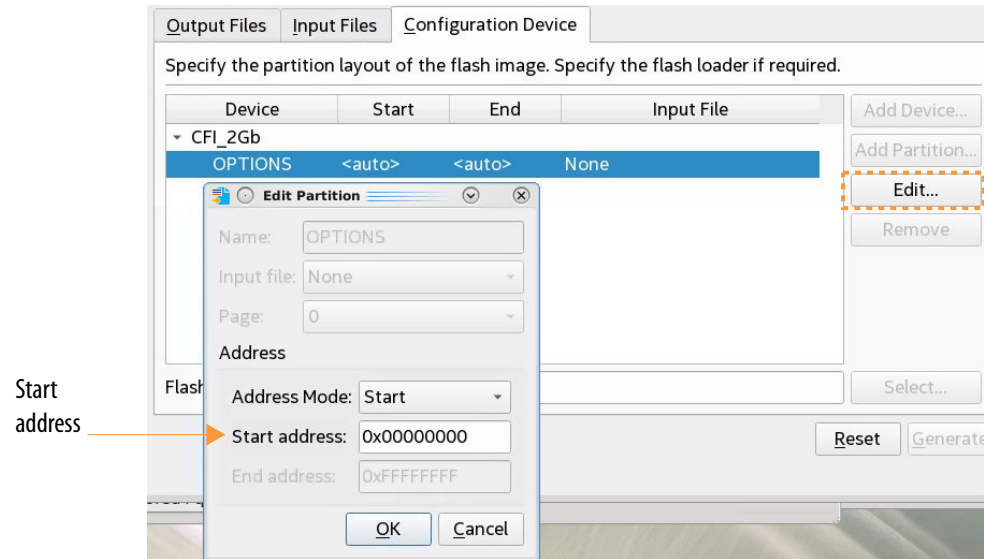 Output Files Input Files Configuration Device
Specify the partition layout of the flash image. Specify the flash loader if required.
Device Start End Input File
CFI_2Gb
OPTIONS <auto> <auto> None
Add Device...
Add Partition...
Edit...
Remove
Edit Partition
Name: OPTIONS
Input file: None
Page: 0
Address
Address Mode: Start
Start address: 0x00000000
End address: 0xFFFFFFFF
OK Cancel
Start
address
Flash
Select...
Reset Generate